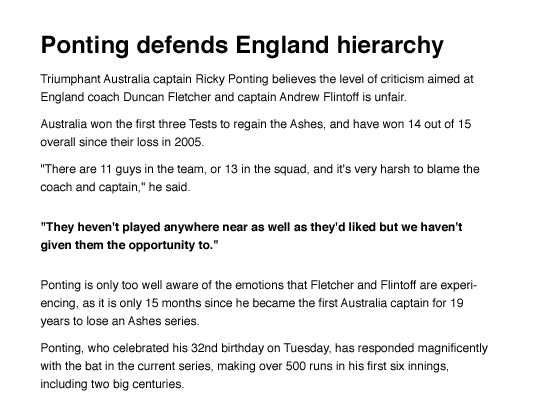 Ponting defends England hierarchy
Triumphant Australia captain Ricky Ponting believes the level of criticism aimed at
England coach Duncan Fletcher and captain Andrew Flintoff is unfair.
Australia won the first three Tests to regain the Ashes, and have won 14 out of 15
overall since their loss in 2005.
"There are 11 guys in the team, or 13 in the squad, and it's very harsh to blame the
coach and captain," he said.
"They heven't played anywhere near as well as they'd liked but we haven't
given them the opportunity to."
Ponting is only too well aware of the emotions that Fletcher and Flintoff are experi-
encing, as it is only 15 months since he became the first Australia captain for 19
years to lose an Ashes series.
Ponting, who celebrated his 32nd birthday on Tuesday, has responded magnificently
with the bat in the current series, making over 500 runs in his first six innings,
including two big centuries.